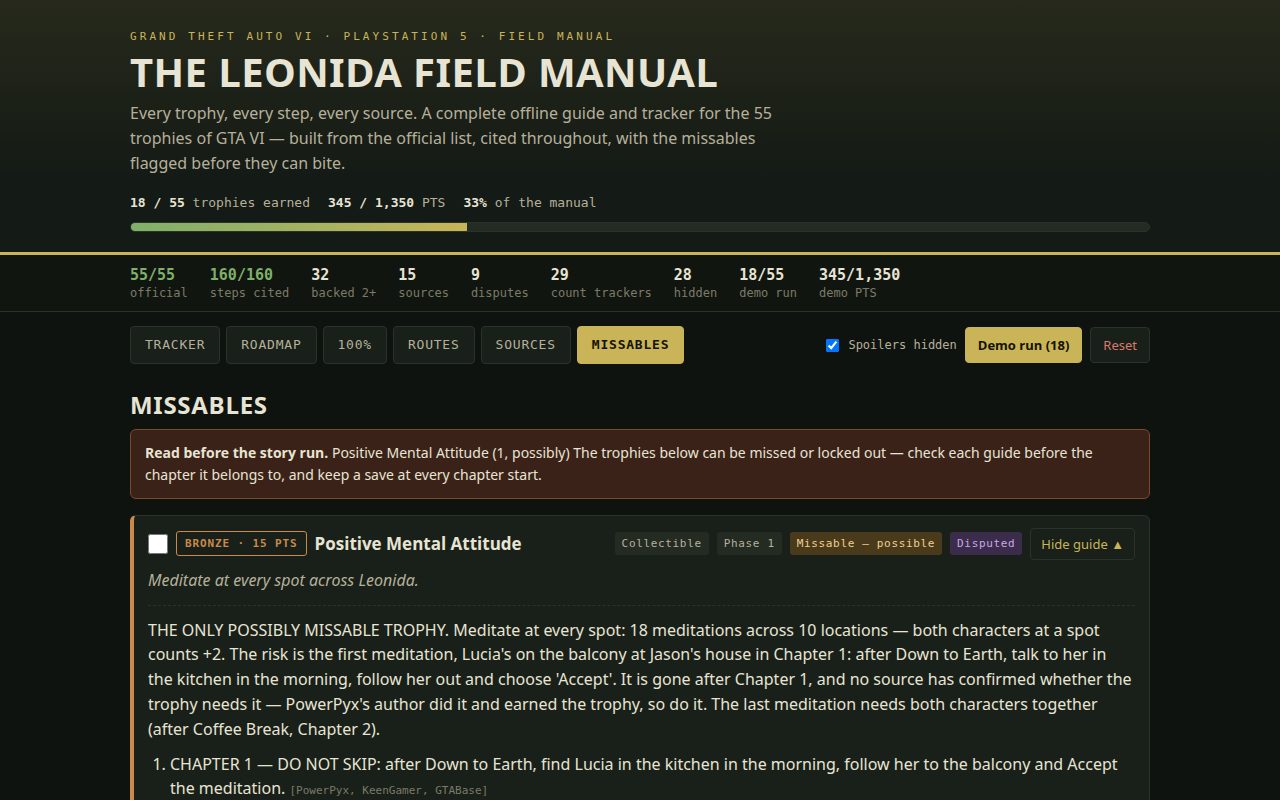 GRAND THEFT AUTO VI · PLAYSTATION 5 · FIELD MANUAL
THE LEONIDA FIELD MANUAL
Every trophy, every step, every source. A complete offline guide and tracker for the 55
trophies of GTA VI — built from the official list, cited throughout, with the missables
flagged before they can bite.
18 / 55 trophies earned 345 / 1,350 PTS 33% of the manual
55/55 160/160 32 15 9 29 28 18/55 345/1,350
official steps cited backed 2+ sources disputes count trackers hidden demo run demo PTS
TRACKER ROADMAP 100% ROUTES SOURCES MISSABLES Spoilers hidden Demo run (18) Reset
MISSABLES
Read before the story run. Positive Mental Attitude (1, possibly) The trophies below can be missed or locked out — check each guide before the
chapter it belongs to, and keep a save at every chapter start.
BRONZE · 15 PTS Positive Mental Attitude Collectible Phase 1 Missable — possible Disputed Hide guide ▲
Meditate at every spot across Leonida.
THE ONLY POSSIBLY MISSABLE TROPHY. Meditate at every spot: 18 meditations across 10 locations — both characters at a spot
counts +2. The risk is the first meditation, Lucia's on the balcony at Jason's house in Chapter 1: after Down to Earth, talk to her in
the kitchen in the morning, follow her out and choose 'Accept'. It is gone after Chapter 1, and no source has confirmed whether the
trophy needs it — PowerPyx's author did it and earned the trophy, so do it. The last meditation needs both characters together
(after Coffee Break, Chapter 2).
1. CHAPTER 1 — DO NOT SKIP: after Down to Earth, find Lucia in the kitchen in the morning, follow her to the balcony and Accept
the meditation. [PowerPyx, KeenGamer, GTABase]